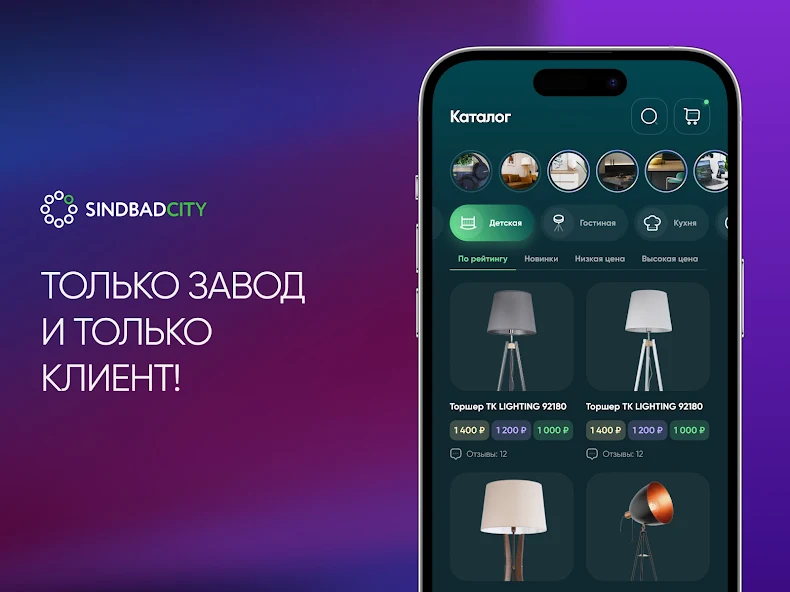 SINDBADCITY
ТОЛЬКО ЗАВОД
И ТОЛЬКО
КЛИЕНТ!
Каталог
Детская Гостиная Кухня
По рейтингу Новинки Низкая цена Высокая цена
Торшер TK LIGHTING 92180 Торшер TK LIGHTING 92180
1 400 ₽ 1 200 ₽ 1 000 ₽ 1 400 ₽ 1 200 ₽ 1 000 ₽
Отзывы: 12 Отзывы: 12